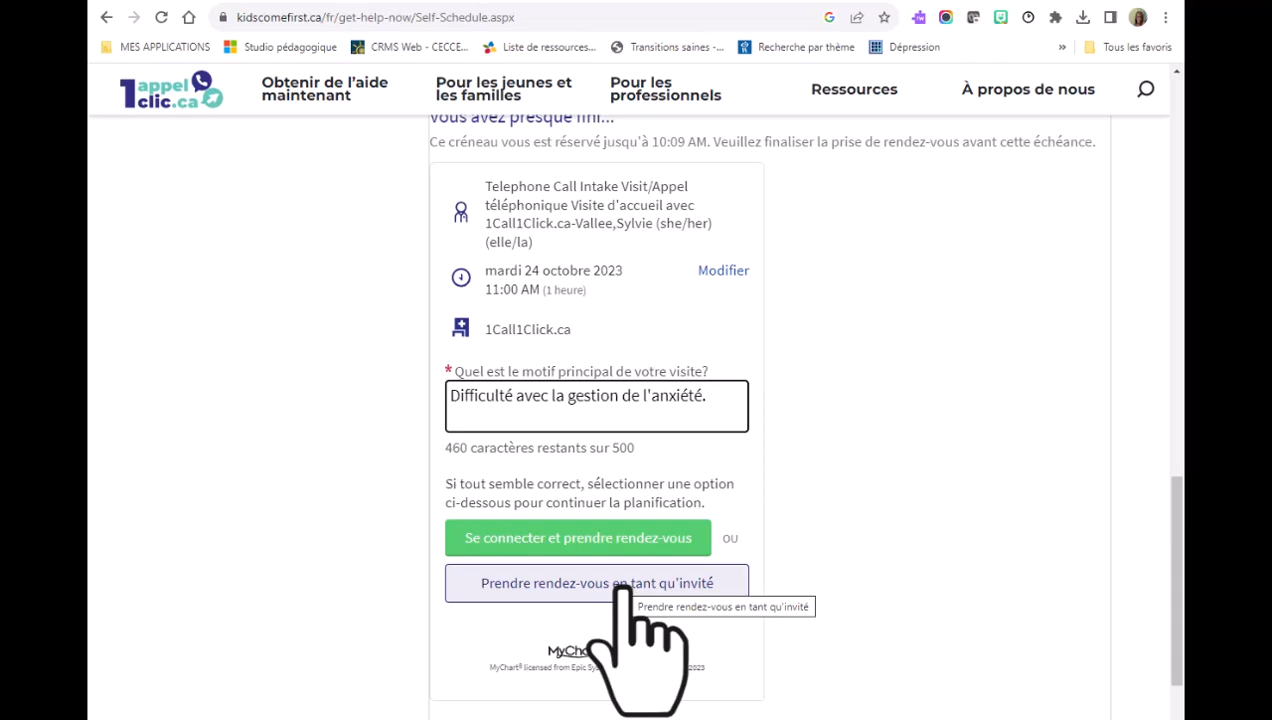 kidscomefirst.ca/fr/get-help-now/Self-Schedule.aspx
MES APPLICATIONS
Studio pédagogique
CRMS Web - CECCE...
Liste de ressources...
Transitions saines -...
Recherche par thème
Dépression
»
Tous les favoris
1appel
clic.ca
Obtenir de l'aide
maintenant
Pour les jeunes et
les familles
Pour les
professionnels
Ressources
À propos de nous
vous avez presque fini...
Ce créneau vous est réservé jusqu'à 10:09 AM. Veuillez finaliser la prise de rendez-vous avant cette échéance.
Telephone Call Intake Visit/Appel
téléphonique Visite d'accueil avec
1Call1Click.ca-Vallee,Sylvie (she/her)
(elle/la)
mardi 24 octobre 2023
Modifier
11:00 AM (1 heure)
1Call1Click.ca
* Quel est le motif principal de votre visite?
Difficulté avec la gestion de l'anxiété.
460 caractères restants sur 500
Si tout semble correct, sélectionner une option
ci-dessous pour continuer la planification.
Se connecter et prendre rendez-vous
ou
Prendre rendez-vous en tant qu'invité
Prendre rendez-vous en tant qu'invité
MyCha
MyChart® licensed from Epic Sy
2023